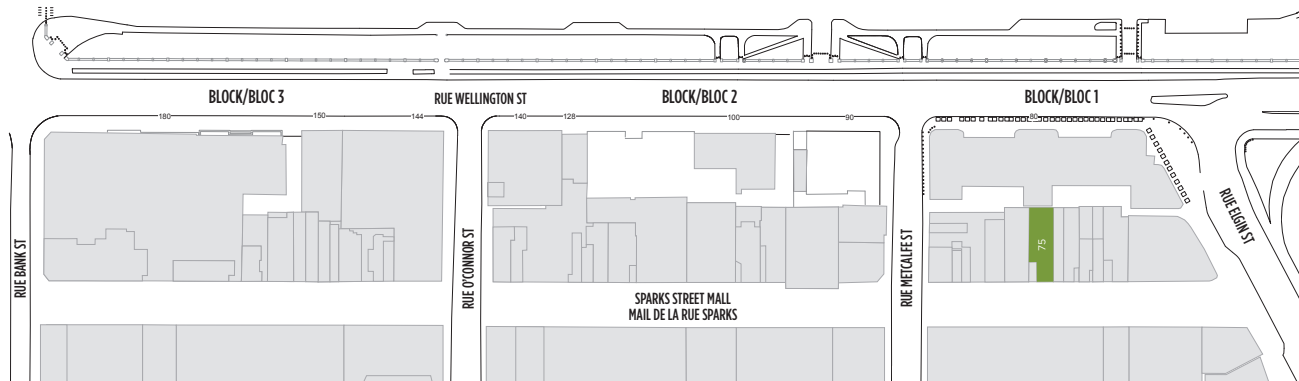 BLOCK/BLOC 3
RUE WELLINGTON ST
BLOCK/BLOC 2
BLOCK/BLOC 1
180
150
144
140
128
100
90
80
RUE BANK ST
RUE O'CONNOR ST
RUE METCALFE ST
RUE ELGIN ST
75
SPARKS STREET MALL
MAIL DE LA RUE SPARKS